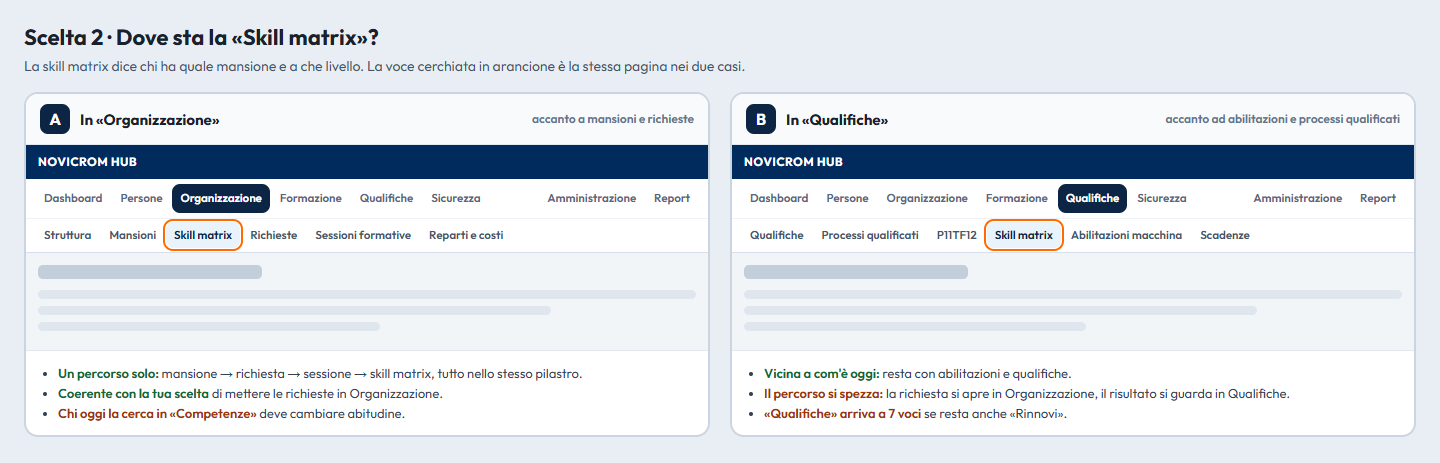 Scelta 2 · Dove sta la «Skill matrix»?
La skill matrix dice chi ha quale mansione e a che livello. La voce cerchiata in arancione è la stessa pagina nei due casi.
A In «Organizzazione» accanto a mansioni e richieste
NOVICROM HUB
Dashboard Persone Organizzazione Formazione Qualifiche Sicurezza Amministrazione Report
Struttura Mansioni Skill matrix Richieste Sessioni formative Reparti e costi
Un percorso solo: mansione → richiesta → sessione → skill matrix, tutto nello stesso pilastro.
Coerente con la tua scelta di mettere le richieste in Organizzazione.
Chi oggi la cerca in «Competenze» deve cambiare abitudine.
B In «Qualifiche» accanto ad abilitazioni e processi qualificati
NOVICROM HUB
Dashboard Persone Organizzazione Formazione Qualifiche Sicurezza Amministrazione Report
Qualifiche Processi qualificati P11TF12 Skill matrix Abilitazioni macchina Scadenze
Vicina a com'è oggi: resta con abilitazioni e qualifiche.
Il percorso si spezza: la richiesta si apre in Organizzazione, il risultato si guarda in Qualifiche.
«Qualifiche» arriva a 7 voci se resta anche «Rinnovi».